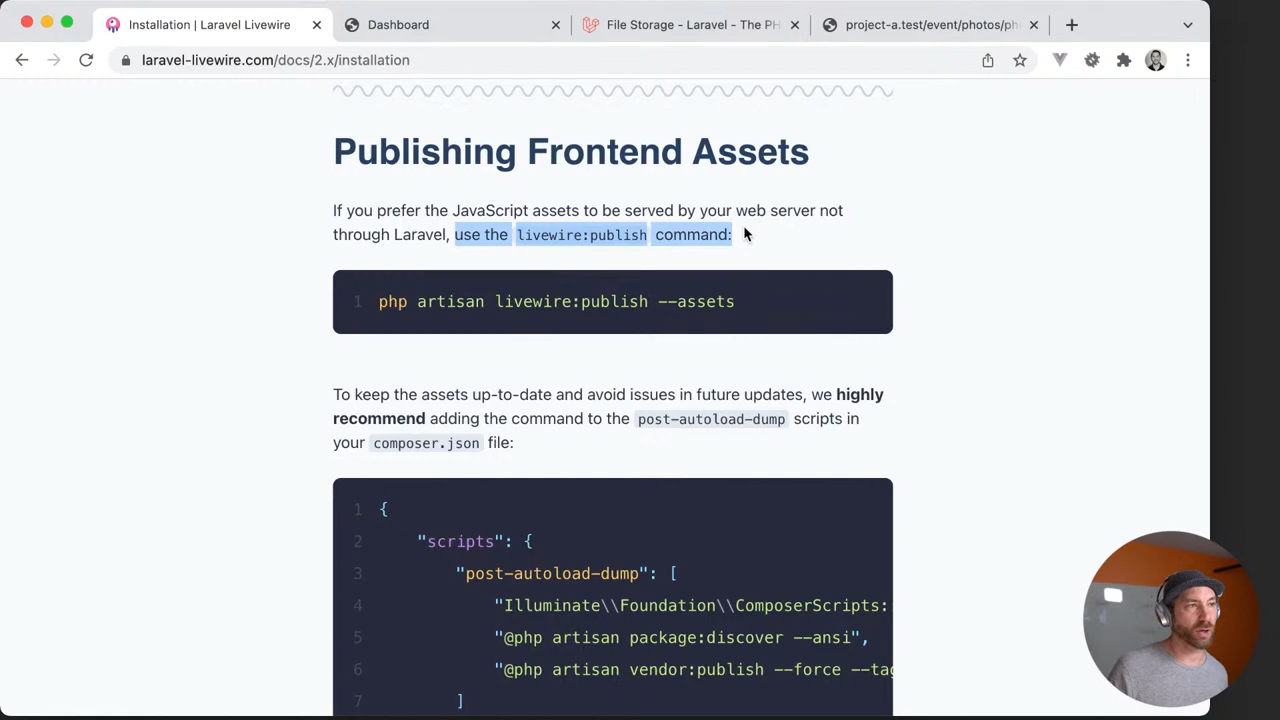 Installation | Laravel Livewire
Dashboard
File Storage - Laravel - The PH
project-a.test/event/photos/ph
laravel-livewire.com/docs/2.x/installation
Publishing Frontend Assets
If you prefer the JavaScript assets to be served by your web server not
through Laravel, use the livewire:publish command:
1 php artisan livewire:publish --assets
To keep the assets up-to-date and avoid issues in future updates, we highly
recommend adding the command to the post-autoload-dump scripts in
your composer.json file:
1 {
2 "scripts": {
3 "post-autoload-dump": [
4 "Illuminate\\Foundation\\ComposerScripts:
5 "@php artisan package:discover --ansi",
6 "@php artisan vendor:publish --force --tag
7 ]